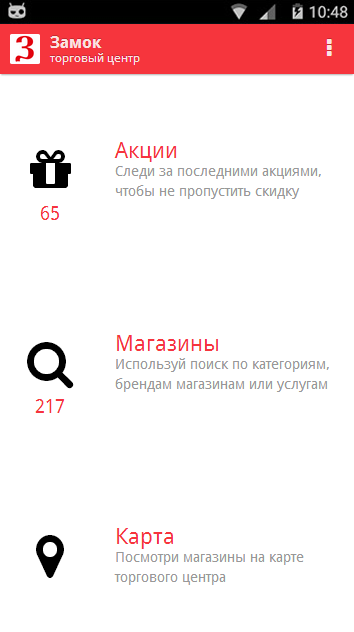 10:48
З
Замок
торговый центр
Акции
Следи за последними акциями,
чтобы не пропустить скидку
65
Магазины
Используй поиск по категориям,
брендам магазинам или услугам
217
Карта
Посмотри магазины на карте
торгового центра